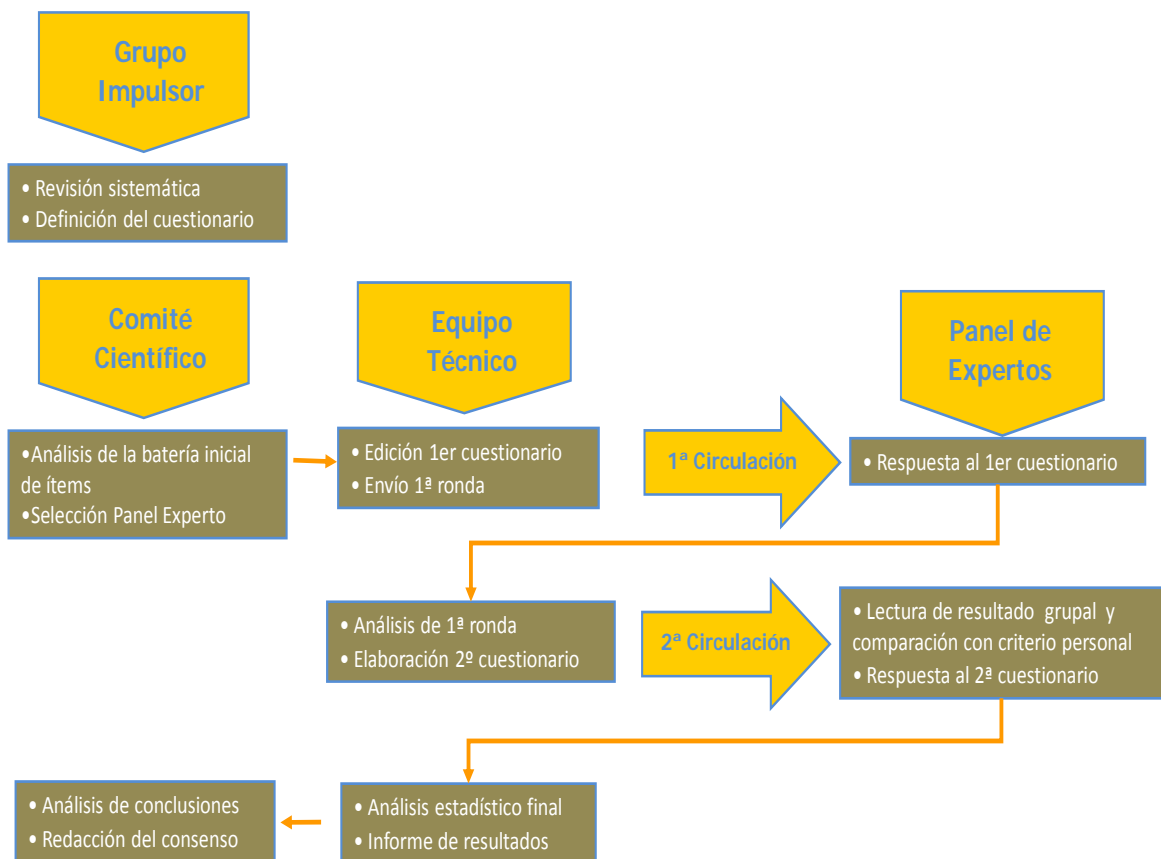 Grupo
Impulsor
• Revisión sistemática
• Definición del cuestionario
Comité
Científico
Equipo
Técnico
Panel de
Expertos
•Análisis de la batería inicial
de ítems
•Selección Panel Experto
• Edición 1er cuestionario
• Envío 1ª ronda
1ª Circulación
• Respuesta al 1er cuestionario
• Análisis de 1ª ronda
• Elaboración 2º cuestionario
2ª Circulación
• Lectura de resultado grupal y
comparación con criterio personal
• Respuesta al 2ª cuestionario
• Análisis de conclusiones
• Redacción del consenso
• Análisis estadístico final
• Informe de resultados